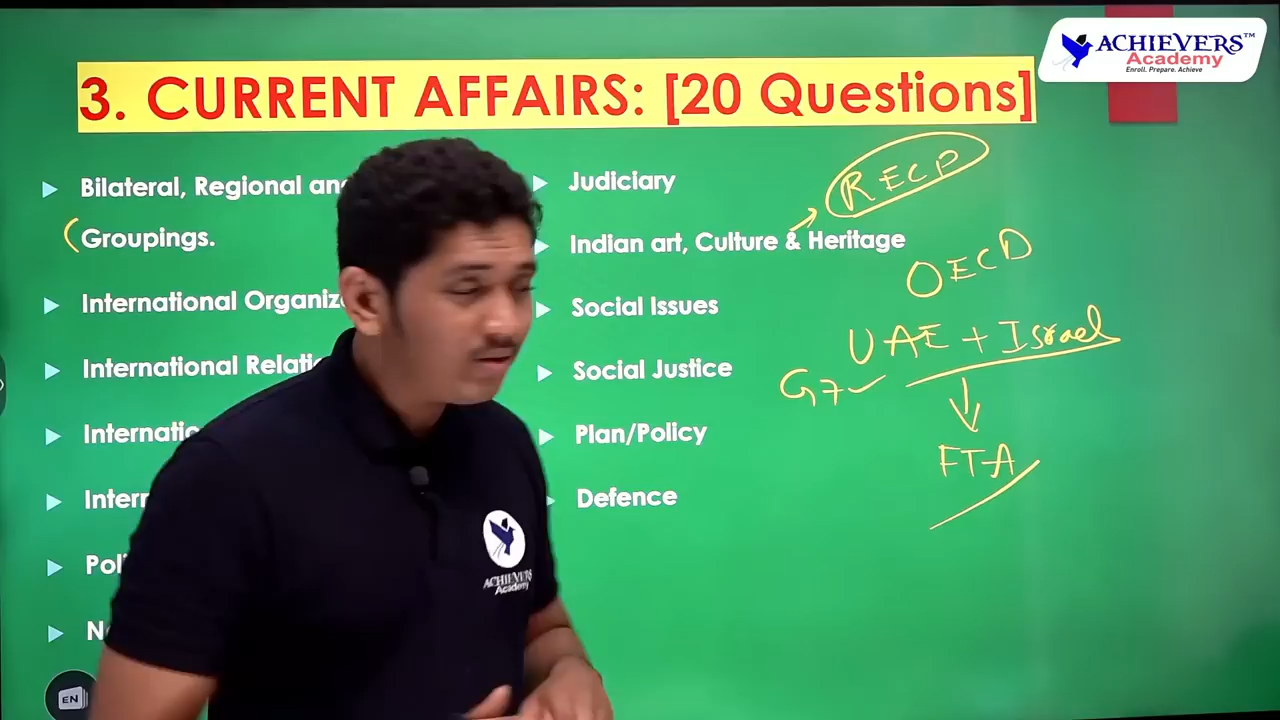 ACHIEVERS™
Academy
Enroll. Prepare. Achieve
3. CURRENT AFFAIRS: [20 Questions]
Bilateral, Regional an
Groupings.
International Organiz
International Relati
Internatio
Inter
Pol
N
Judiciary
Indian art, Culture & Heritage
Social Issues
Social Justice
Plan/Policy
Defence
RECP
OECD
UAE + Israel
G7
FTA
ACHIEVERS
Academy
EN